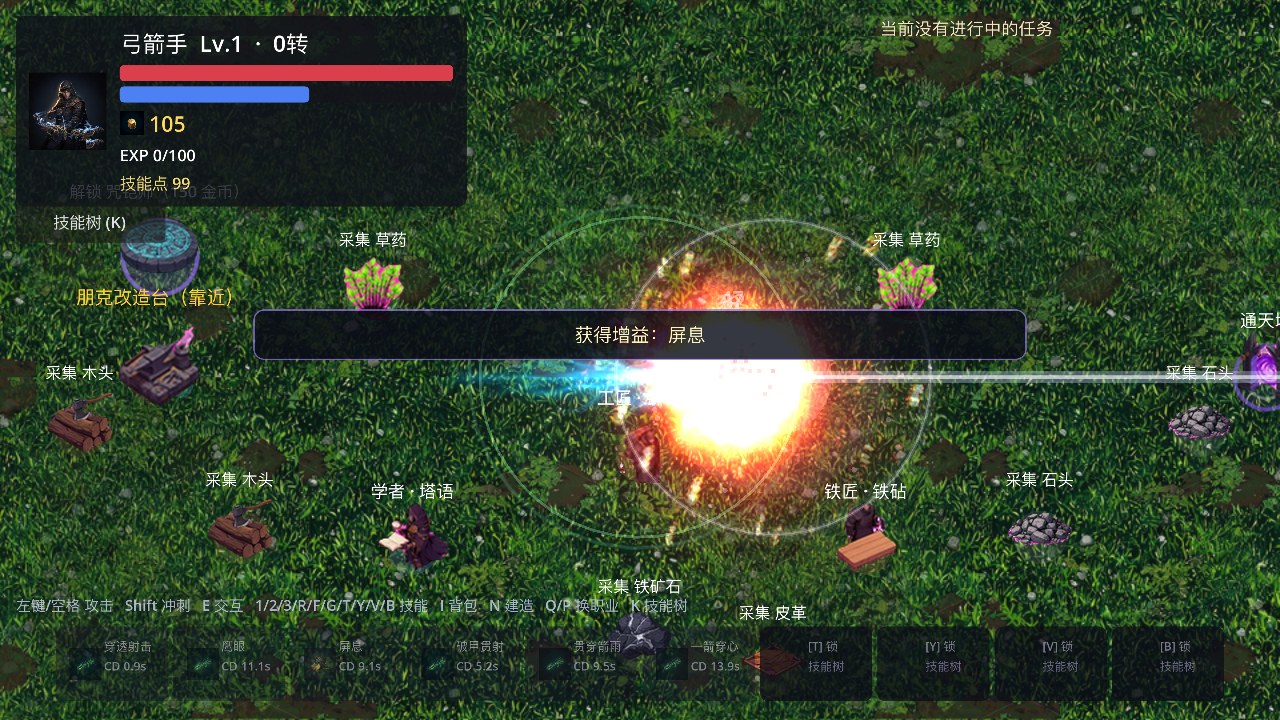 弓箭手 Lv.1 · 0转
当前没有进行中的任务
105
EXP 0/100
技能点 99
技能树 (K)
采集 草药
采集 草药
朋克改造台（靠近）
获得增益：屏息
通天
采集 木头
采集 石头
工匠
采集 木头
学者·塔语
铁匠·铁砧
采集 石头
采集 铁矿石
左键/空格 攻击 Shift 冲刺 E 交互 1/2/3/R/F/G/T/Y/V/B 技能 I 背包 N 建造 Q/P 换职业 K 技能树
采集 皮革
穿透射击
CD 0.9s
鹰眼
CD 11.1s
屏息
CD 9.1s
破甲贯射
CD 5.2s
贯穿箭雨
CD 9.5s
一箭穿心
CD 13.9s
[T] 锁
技能树
[Y] 锁
技能树
[V] 锁
技能树
[B] 锁
技能树